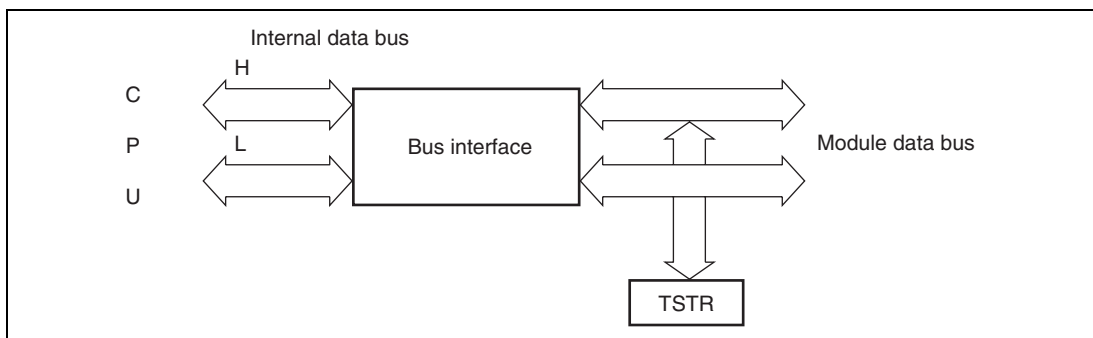 Internal data bus
H
C
P
L
U
Bus interface
Module data bus
TSTR